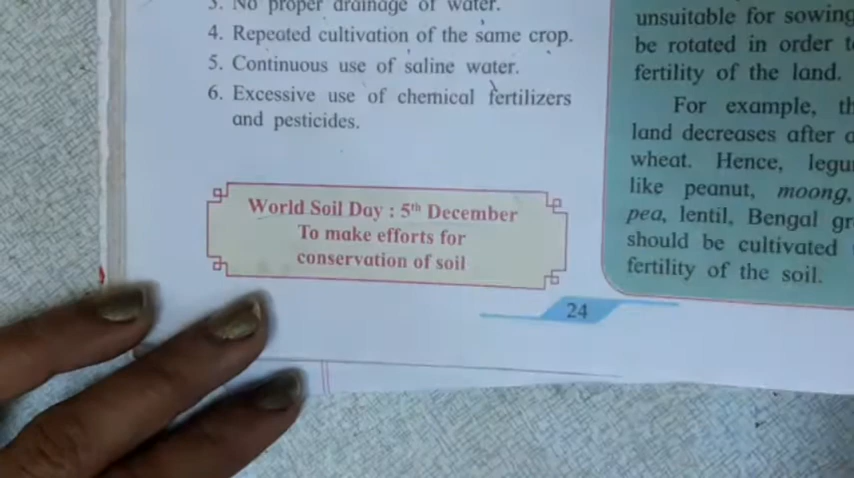 3. No proper drainage of water.
4. Repeated cultivation of the same crop.
5. Continuous use of saline water.
6. Excessive use of chemical fertilizers
and pesticides.
World Soil Day : 5th December
To make efforts for
conservation of soil
unsuitable for sowing
be rotated in order
fertility of the land.
For example,
land decreases after
wheat. Hence,
like peanut, moong,
pea, lentil, Bengal
should be cultivated
fertility of the soil.
24